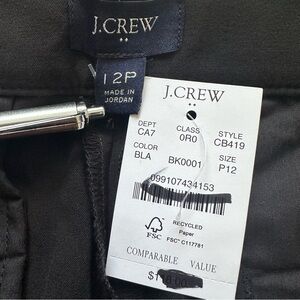 J.CREW
12P
MADE IN
JORDAN
J.CREW
DEPT CLASS STYLE
CA7 0R0 CB419
COLOR SIZE
BLA BK0001 P12
099107434153
FSC
RECYCLED
Paper
FSC® C117781
COMPARABLE VALUE